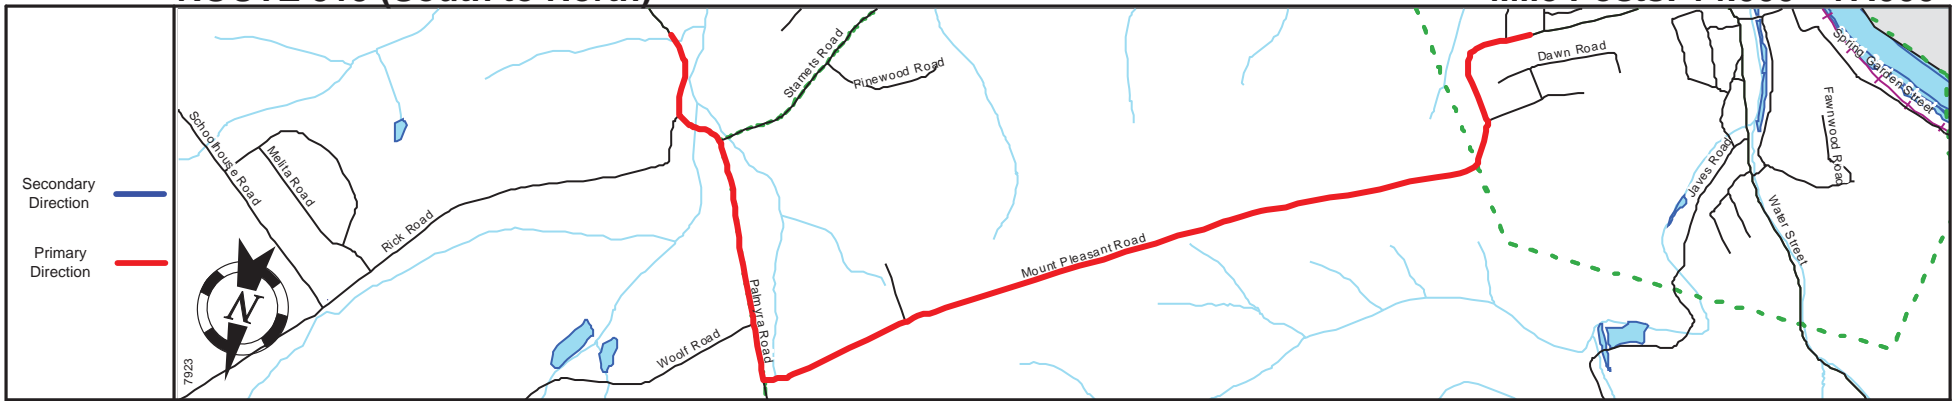 Secondary
Direction
Primary
Direction
Schoolhouse Road
Melita Road
Rick Road
Stamets Road
Pinewood Road
Palmyra Road
Woolf Road
Mount Pleasant Road
Dawn Road
Javes Road
Water Street
Fawnwood Road
Spring Garden Street
N
7923